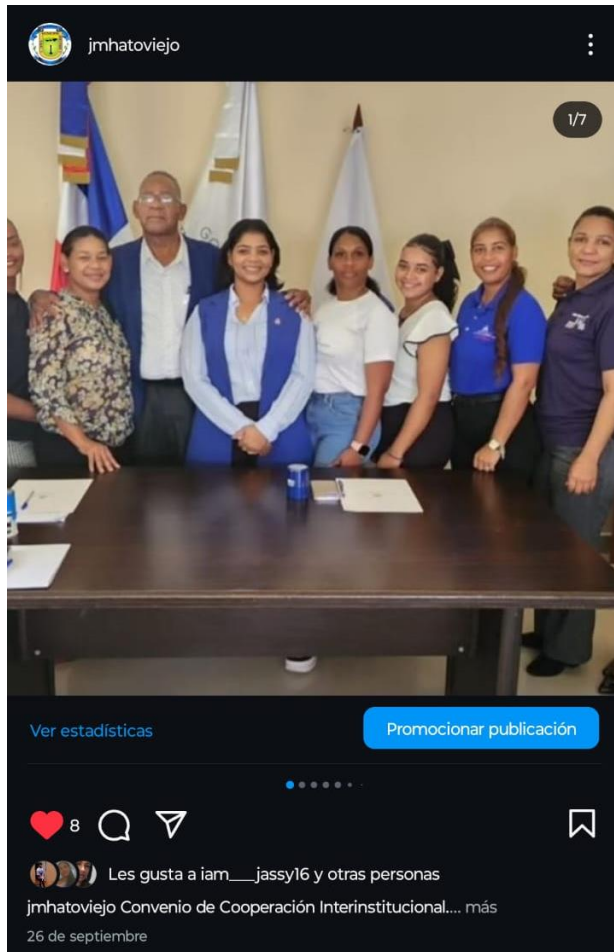 jmhatoviejo
1/7
Ver estadísticas
Promocionar publicación
8
Les gusta a iam___jassy16 y otras personas
jmhatoviejo Convenio de Cooperación Interinstitucional.... más
26 de septiembre